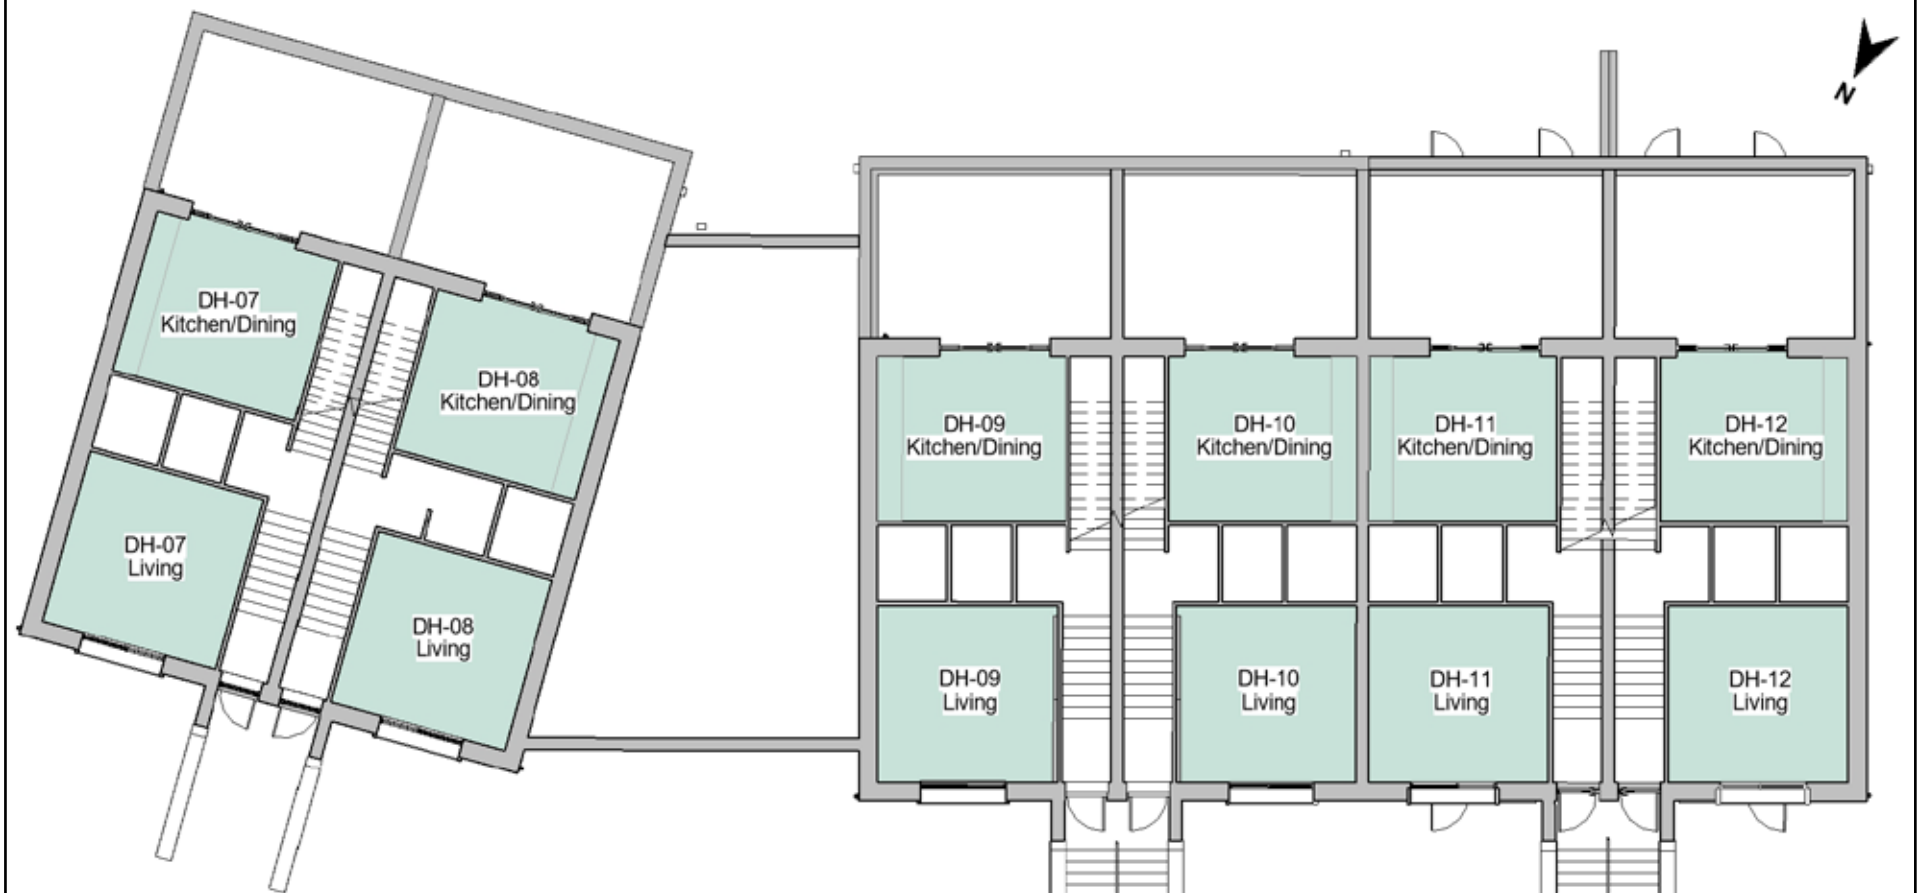 N
DH-07
Kitchen/Dining
DH-08
Kitchen/Dining
DH-09
Kitchen/Dining
DH-10
Kitchen/Dining
DH-11
Kitchen/Dining
DH-12
Kitchen/Dining
DH-07
Living
DH-08
Living
DH-09
Living
DH-10
Living
DH-11
Living
DH-12
Living